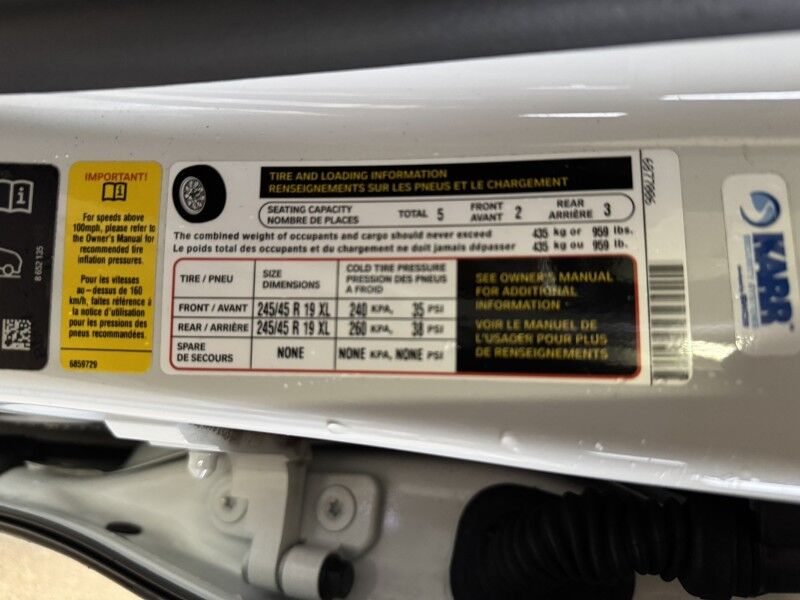 8 652 135
IMPORTANT!
For speeds above
100mph, please refer to
the Owner's Manual for
recommended tire
inflation pressures.
Pour les vitesses
au-dessus de 160
km/h, faites référence à
la notice d'utilisation
pour les pressions des
pneus recommandées.
6859729
TIRE AND LOADING INFORMATION
RENSEIGNEMENTS SUR LES PNEUS ET LE CHARGEMENT
SEATING CAPACITY TOTAL 5 FRONT 2 REAR 3
NOMBRE DE PLACES AVANT ARRIÈRE
The combined weight of occupants and cargo should never exceed 435 kg or 959 lbs.
Le poids total des occupants et du chargement ne doit jamais dépasser 435 kg ou 959 lb.
TIRE / PNEU SIZE COLD TIRE PRESSURE
DIMENSIONS PRESSION DES PNEUS
A FROID
FRONT / AVANT 245/45 R 19 XL 240 KPA, 35 PSI
REAR / ARRIÈRE 245/45 R 19 XL 260 KPA, 38 PSI
SPARE NONE NONE KPA, NONE PSI
DE SECOURS
SEE OWNER'S MANUAL
FOR ADDITIONAL
INFORMATION
VOIR LE MANUEL DE
L'USAGER POUR PLUS
DE RENSEIGNEMENTS
KARR™